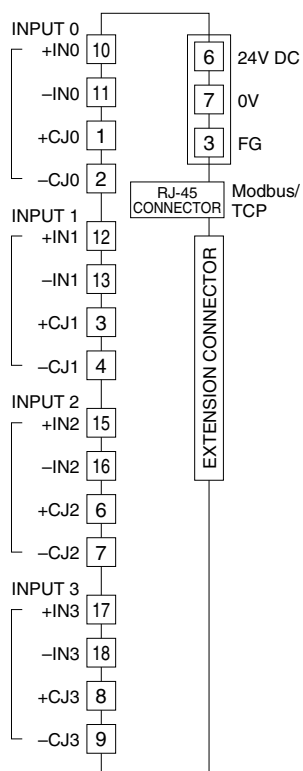 INPUT 0
+IN0 10
–IN0 11
+CJ0 1
–CJ0 2
INPUT 1
+IN1 12
–IN1 13
+CJ1 3
–CJ1 4
INPUT 2
+IN2 15
–IN2 16
+CJ2 6
–CJ2 7
INPUT 3
+IN3 17
–IN3 18
+CJ3 8
–CJ3 9
6 24V DC
7 0V
3 FG
RJ-45
CONNECTOR
Modbus/
TCP
EXTENSION CONNECTOR